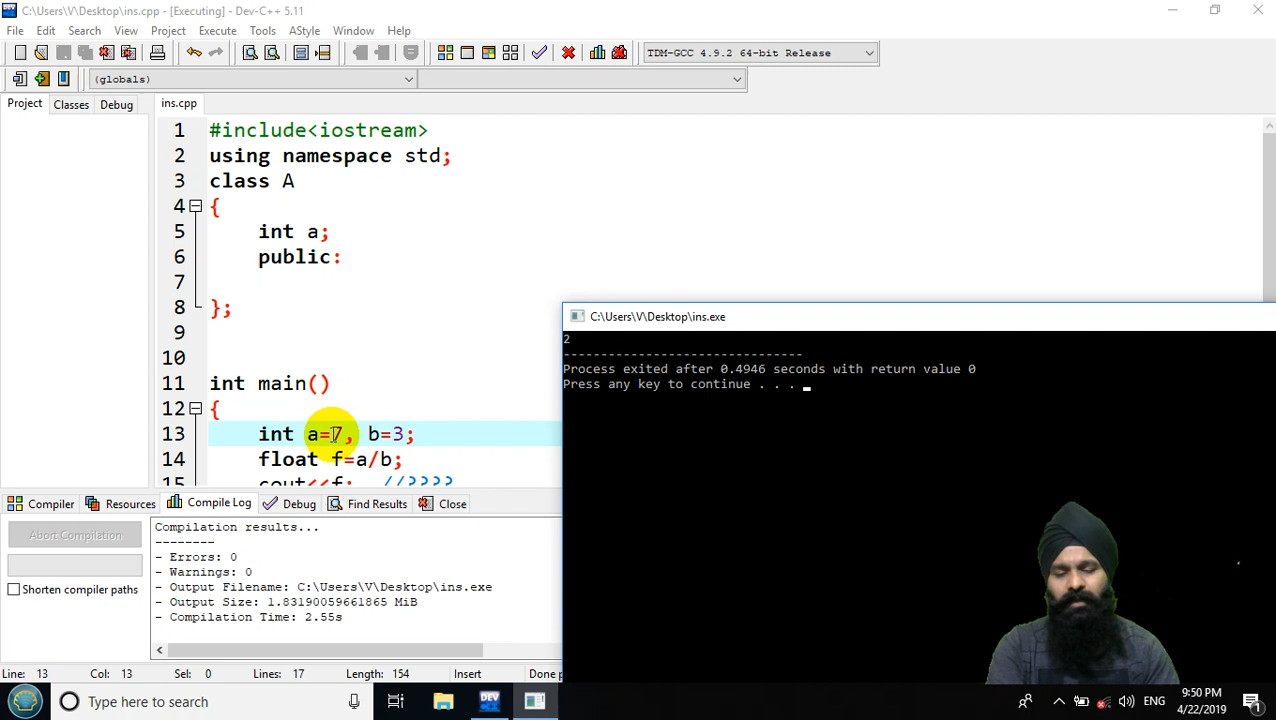 C:\Users\V\Desktop\ins.cpp - [Executing] - Dev-C++ 5.11
File Edit Search View Project Execute Tools AStyle Window Help
TDM-GCC 4.9.2 64-bit Release
(globals)
Project Classes Debug
ins.cpp
1 #include<iostream>
2 using namespace std;
3 class A
4 {
5 int a;
6 public:
7
8 };
9
10
11 int main()
12 {
13 int a=7, b=3;
14 float f=a/b;
15 cout<<f; //????
C:\Users\V\Desktop\ins.exe
2
--------------------------------
Process exited after 0.4946 seconds with return value 0
Press any key to continue . . .
Compiler Resources Compile Log Debug Find Results Close
Abort Compilation
Shorten compiler paths
Compilation results...
--------
- Errors: 0
- Warnings: 0
- Output Filename: C:\Users\V\Desktop\ins.exe
- Output Size: 1.83190059661865 MiB
- Compilation Time: 2.55s
Line: 13 Col: 13 Sel: 0 Lines: 17 Length: 154 Insert Done p
Type here to search
ENG
9:50 PM
4/22/2019
1